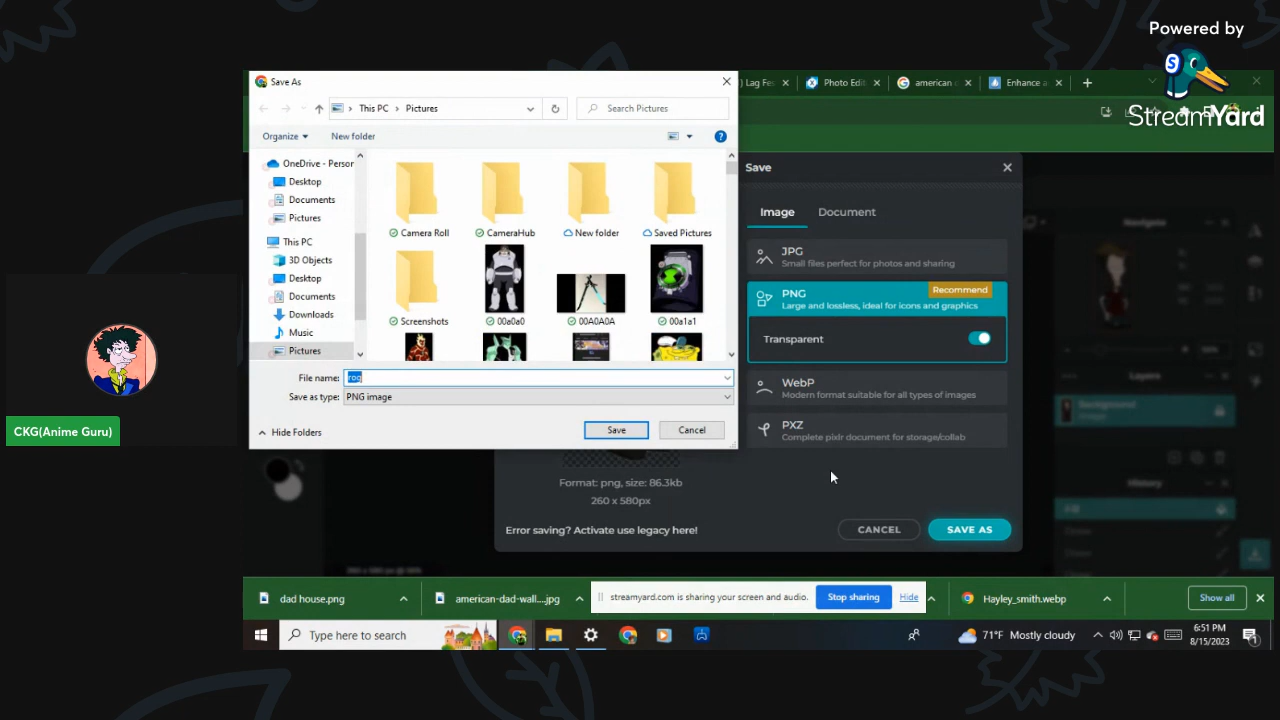 Powered by
StreamYard
Save As
Lag Fes
Photo Edit
american
Enhance a
This PC
Pictures
Search Pictures
Organize
New folder
OneDrive - Person
Desktop
Documents
Pictures
This PC
3D Objects
Desktop
Documents
Downloads
Music
Pictures
Camera Roll
CameraHub
New folder
Saved Pictures
Screenshots
00a0a0
00A0A0A
00a1a1
File name:
rog
Save as type:
PNG image
Hide Folders
Save
Cancel
Save
Image
Document
JPG
Small files perfect for photos and sharing
PNG
Recommend
Large and lossless, ideal for icons and graphics
Transparent
WebP
Modern format suitable for all types of images
PXZ
Complete pixlr document for storage/collab
Format: png, size: 86.3kb
260 x 580px
Error saving? Activate use legacy here!
CANCEL
SAVE AS
Navigate
Layers
Background
History
CKG(Anime Guru)
dad house.png
american-dad-wall....jpg
streamyard.com is sharing your screen and audio.
Stop sharing
Hide
Hayley_smith.webp
Show all
Type here to search
71°F Mostly cloudy
6:51 PM
8/15/2023
1